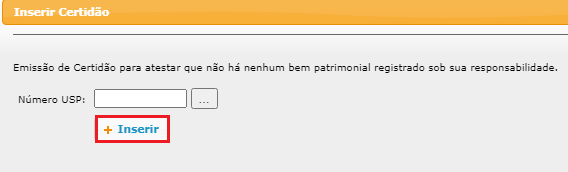 Inserir Certidão
Emissão de Certidão para atestar que não há nenhum bem patrimonial registrado sob sua responsabilidade.
Número USP: ...
+ Inserir